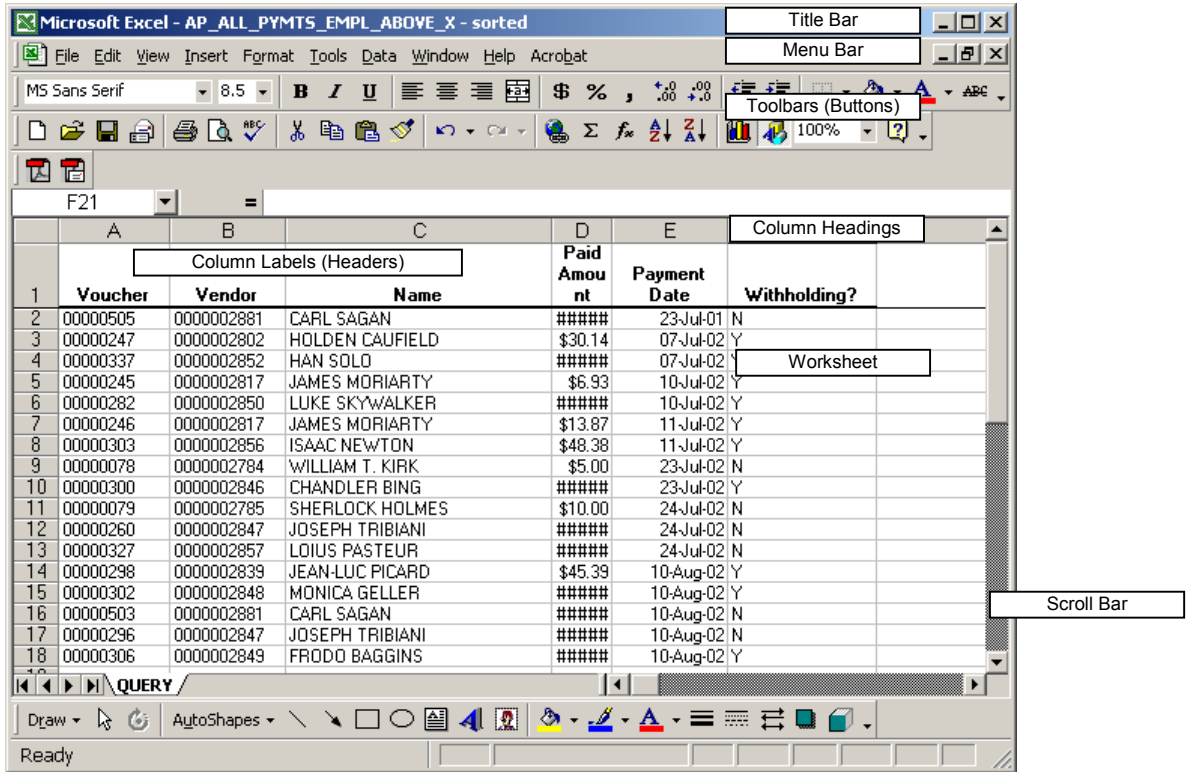 Microsoft Excel - AP_ALL_PYMTS_EMPL_ABOVE_X - sorted Title Bar
File Edit View Insert Format Tools Data Window Help Acrobat Menu Bar
MS Sans Serif 8.5 B I U $ % , .00 .0 A ABC
Toolbars (Buttons)
ABC Σ fx A Z Z A 100% ?
F21 =
A B C D E Column Headings
Column Labels (Headers)
1 Voucher Vendor Name Paid Amou nt Payment Date Withholding?
2 00000505 0000002881 CARL SAGAN ##### 23-Jul-01 N
3 00000247 0000002802 HOLDEN CAUFIELD $30.14 07-Jul-02 Y
4 00000337 0000002852 HAN SOLO ##### 07-Jul-02 Worksheet
5 00000245 0000002817 JAMES MORIARTY $6.93 10-Jul-02 Y
6 00000282 0000002850 LUKE SKYWALKER ##### 10-Jul-02 Y
7 00000246 0000002817 JAMES MORIARTY $13.87 11-Jul-02 Y
8 00000303 0000002856 ISAAC NEWTON $48.38 11-Jul-02 Y
9 00000078 0000002784 WILLIAM T. KIRK $5.00 23-Jul-02 N
10 00000300 0000002846 CHANDLER BING ##### 23-Jul-02 Y
11 00000079 0000002785 SHERLOCK HOLMES $10.00 24-Jul-02 N
12 00000260 0000002847 JOSEPH TRIBIANI ##### 24-Jul-02 N
13 00000327 0000002857 LOIUS PASTEUR ##### 24-Jul-02 N
14 00000298 0000002839 JEAN-LUC PICARD $45.39 10-Aug-02 Y
15 00000302 0000002848 MONICA GELLER ##### 10-Aug-02 Y
Scroll Bar
16 00000503 0000002881 CARL SAGAN ##### 10-Aug-02 N
17 00000296 0000002847 JOSEPH TRIBIANI ##### 10-Aug-02 N
18 00000306 0000002849 FRODO BAGGINS ##### 10-Aug-02 Y
QUERY
Draw AutoShapes A A
Ready